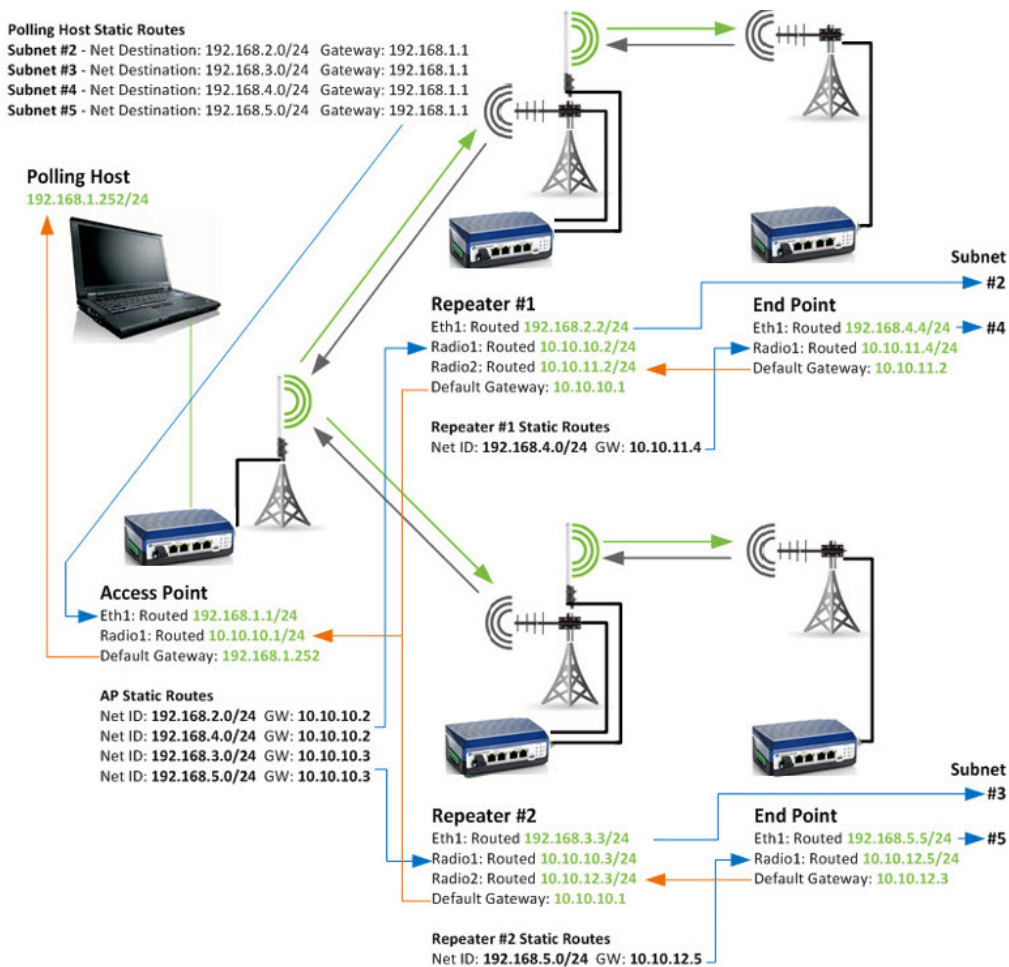 Polling Host Static Routes
Subnet #2 - Net Destination: 192.168.2.0/24 Gateway: 192.168.1.1
Subnet #3 - Net Destination: 192.168.3.0/24 Gateway: 192.168.1.1
Subnet #4 - Net Destination: 192.168.4.0/24 Gateway: 192.168.1.1
Subnet #5 - Net Destination: 192.168.5.0/24 Gateway: 192.168.1.1
Polling Host
192.168.1.252/24
Repeater #1
Eth1: Routed 192.168.2.2/24
Radio1: Routed 10.10.10.2/24
Radio2: Routed 10.10.11.2/24
Default Gateway: 10.10.10.1
Repeater #1 Static Routes
Net ID: 192.168.4.0/24 GW: 10.10.11.4
Subnet
#2
End Point
Eth1: Routed 192.168.4.4/24
#4
Radio1: Routed 10.10.11.4/24
Default Gateway: 10.10.11.2
Access Point
Eth1: Routed 192.168.1.1/24
Radio1: Routed 10.10.10.1/24
Default Gateway: 192.168.1.252
AP Static Routes
Net ID: 192.168.2.0/24 GW: 10.10.10.2
Net ID: 192.168.4.0/24 GW: 10.10.10.2
Net ID: 192.168.3.0/24 GW: 10.10.10.3
Net ID: 192.168.5.0/24 GW: 10.10.10.3
Repeater #2
Eth1: Routed 192.168.3.3/24
Radio1: Routed 10.10.10.3/24
Radio2: Routed 10.10.12.3/24
Default Gateway: 10.10.10.1
Repeater #2 Static Routes
Net ID: 192.168.5.0/24 GW: 10.10.12.5
Subnet
#3
End Point
Eth1: Routed 192.168.5.5/24
#5
Radio1: Routed 10.10.12.5/24
Default Gateway: 10.10.12.3